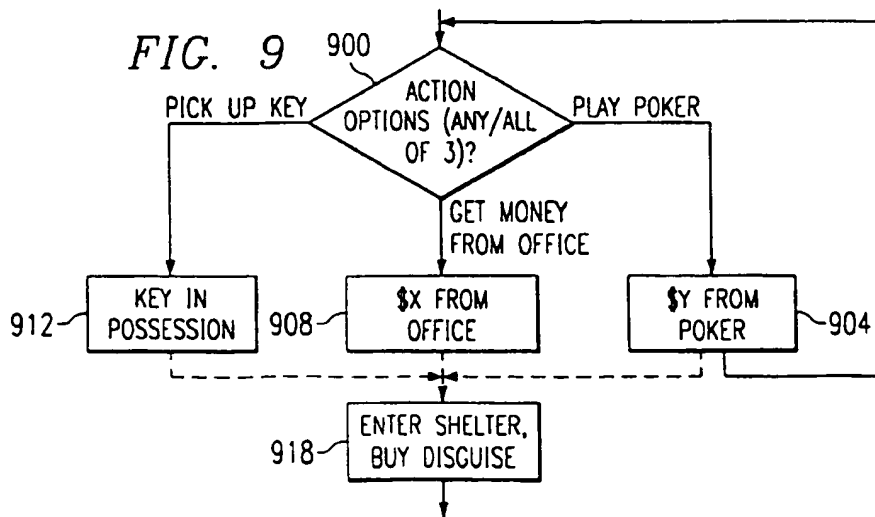 FIG. 9
900
ACTION
OPTIONS (ANY/ALL
OF 3)?
PICK UP KEY
PLAY POKER
GET MONEY
FROM OFFICE
912
KEY IN
POSSESSION
908
$X FROM
OFFICE
$Y FROM
POKER
904
918
ENTER SHELTER,
BUY DISGUISE